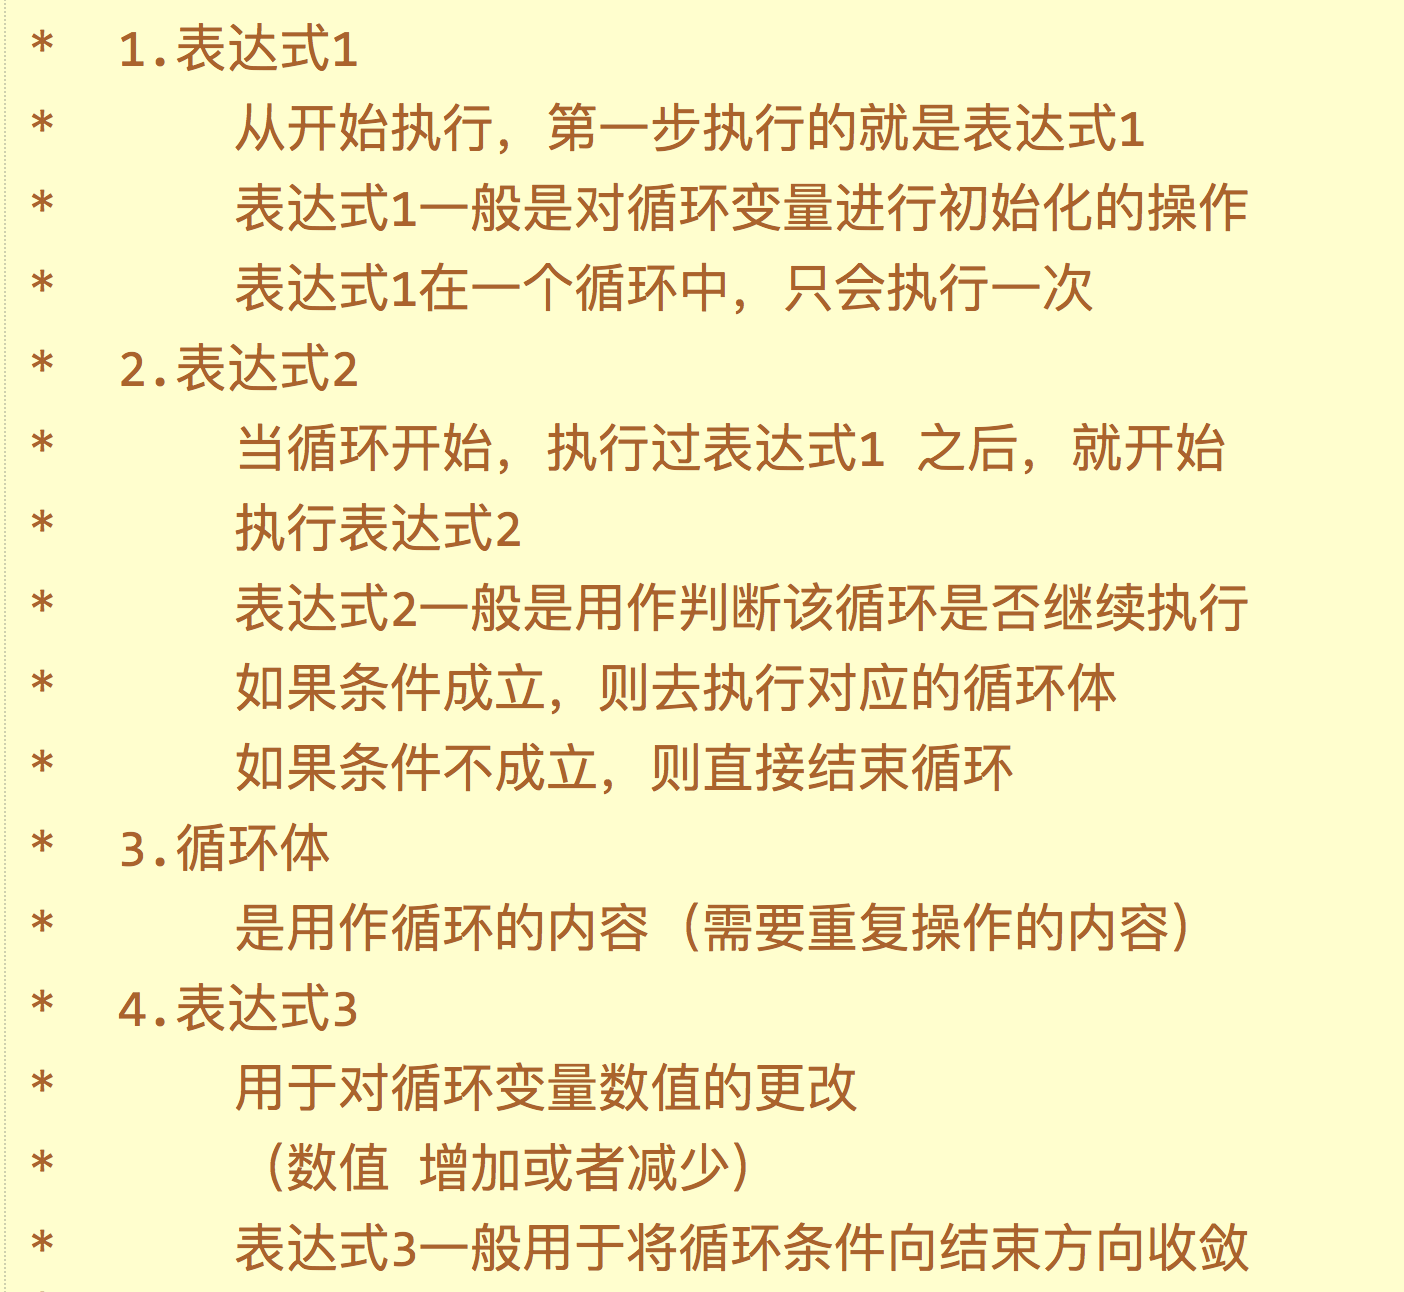 * 1.表达式1
* 从开始执行，第一步执行的就是表达式1
* 表达式1一般是对循环变量进行初始化的操作
* 表达式1在一个循环中，只会执行一次
* 2.表达式2
* 当循环开始，执行过表达式1 之后，就开始
* 执行表达式2
* 表达式2一般是用作判断该循环是否继续执行
* 如果条件成立，则去执行对应的循环体
* 如果条件不成立，则直接结束循环
* 3.循环体
* 是用作循环的内容（需要重复操作的内容）
* 4.表达式3
* 用于对循环变量数值的更改
* （数值 增加或者减少）
* 表达式3一般用于将循环条件向结束方向收敛